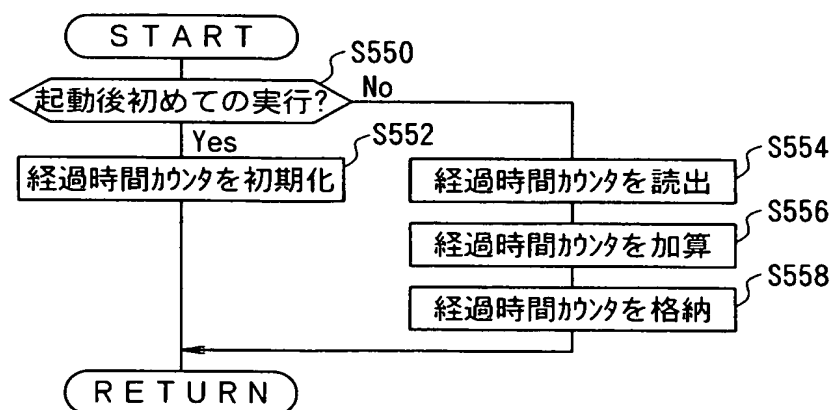 START
S550
起動後初めての実行?
No
Yes
S552
経過時間ｶｳﾝﾀを初期化
S554
経過時間ｶｳﾝﾀを読出
S556
経過時間ｶｳﾝﾀを加算
S558
経過時間ｶｳﾝﾀを格納
RETURN